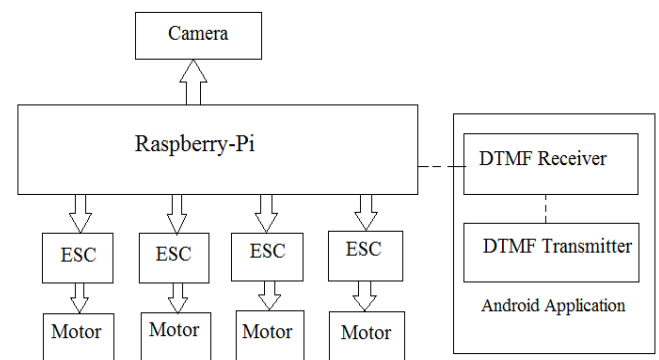 Camera
Raspberry-Pi
DTMF Receiver
DTMF Transmitter
Android Application
ESC
ESC
ESC
ESC
Motor
Motor
Motor
Motor